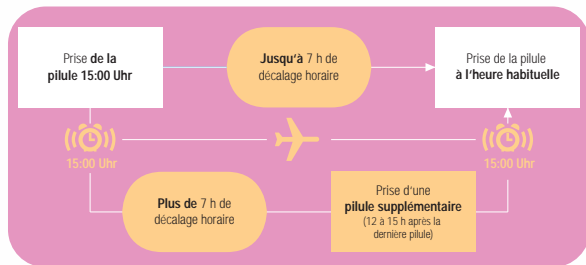 Prise de la
pilule 15:00 Uhr
Jusqu'à 7 h de
décalage horaire
Prise de la pilule
à l'heure habituelle
15:00 Uhr
15:00 Uhr
Plus de 7 h de
décalage horaire
Prise d'une
pilule supplémentaire
(12 à 15 h après la
dernière pilule)